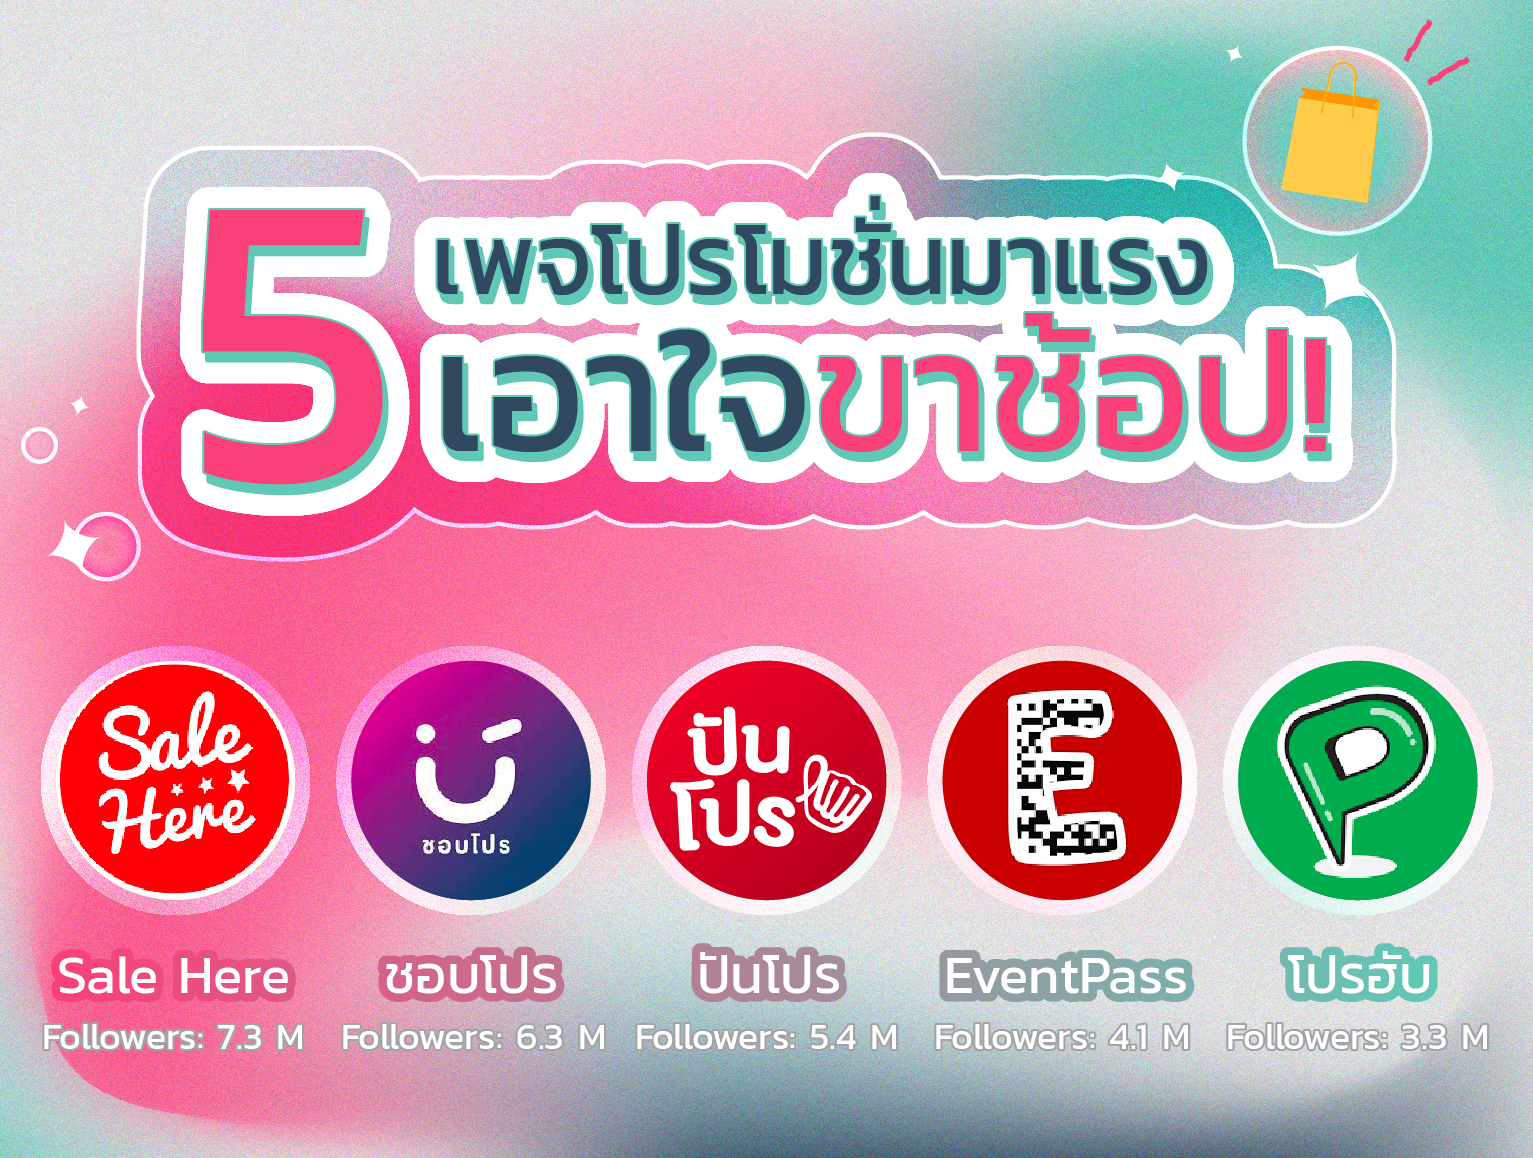 5
เพจโปรโมชั่นมาแรง
เอาใจขาช้อป!
Sale
Here
ชอบโปร
ปัน
โปร
E
P
Sale Here
ชอบโปร
ปันโปร
EventPass
โปรฮับ
Followers: 7.3 M
Followers: 6.3 M
Followers: 5.4 M
Followers: 4.1 M
Followers: 3.3 M